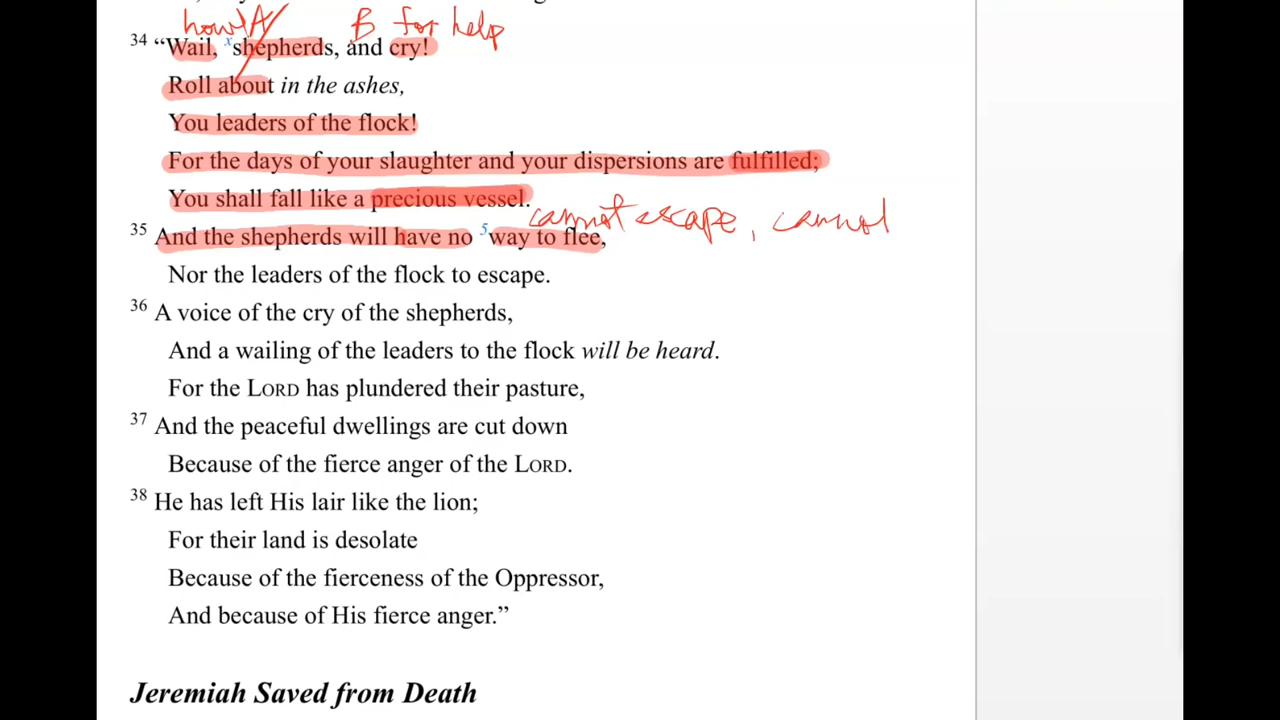 howl A B for help
34 “Wail, xshepherds, and cry!
Roll about in the ashes,
You leaders of the flock!
For the days of your slaughter and your dispersions are fulfilled;
You shall fall like a precious vessel.
cannot escape, cannot
35 And the shepherds will have no 5way to flee,
Nor the leaders of the flock to escape.
36 A voice of the cry of the shepherds,
And a wailing of the leaders to the flock will be heard.
For the LORD has plundered their pasture,
37 And the peaceful dwellings are cut down
Because of the fierce anger of the LORD.
38 He has left His lair like the lion;
For their land is desolate
Because of the fierceness of the Oppressor,
And because of His fierce anger.”
Jeremiah Saved from Death